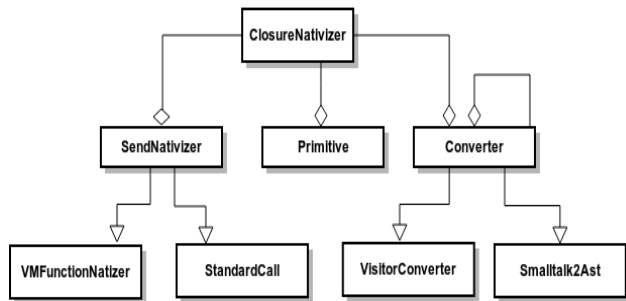 ClosureNativizer
SendNativizer
Primitive
Converter
VMFunctionNatizer
StandardCall
VisitorConverter
Smalltalk2Ast